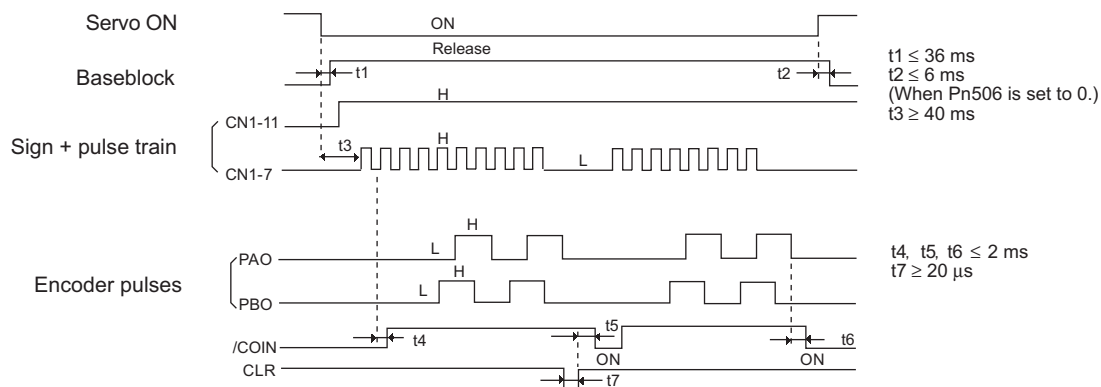 Servo ON
ON
Release
Baseblock
t1
t2
t1 ≤ 36 ms
t2 ≤ 6 ms
(When Pn506 is set to 0.)
t3 ≥ 40 ms
H
CN1-11
Sign + pulse train
t3
H
L
CN1-7
H
L
PAO
t4, t5, t6 ≤ 2 ms
t7 ≥ 20 μs
Encoder pulses
H
L
PBO
/COIN
t4
t5
t6
ON
ON
CLR
t7